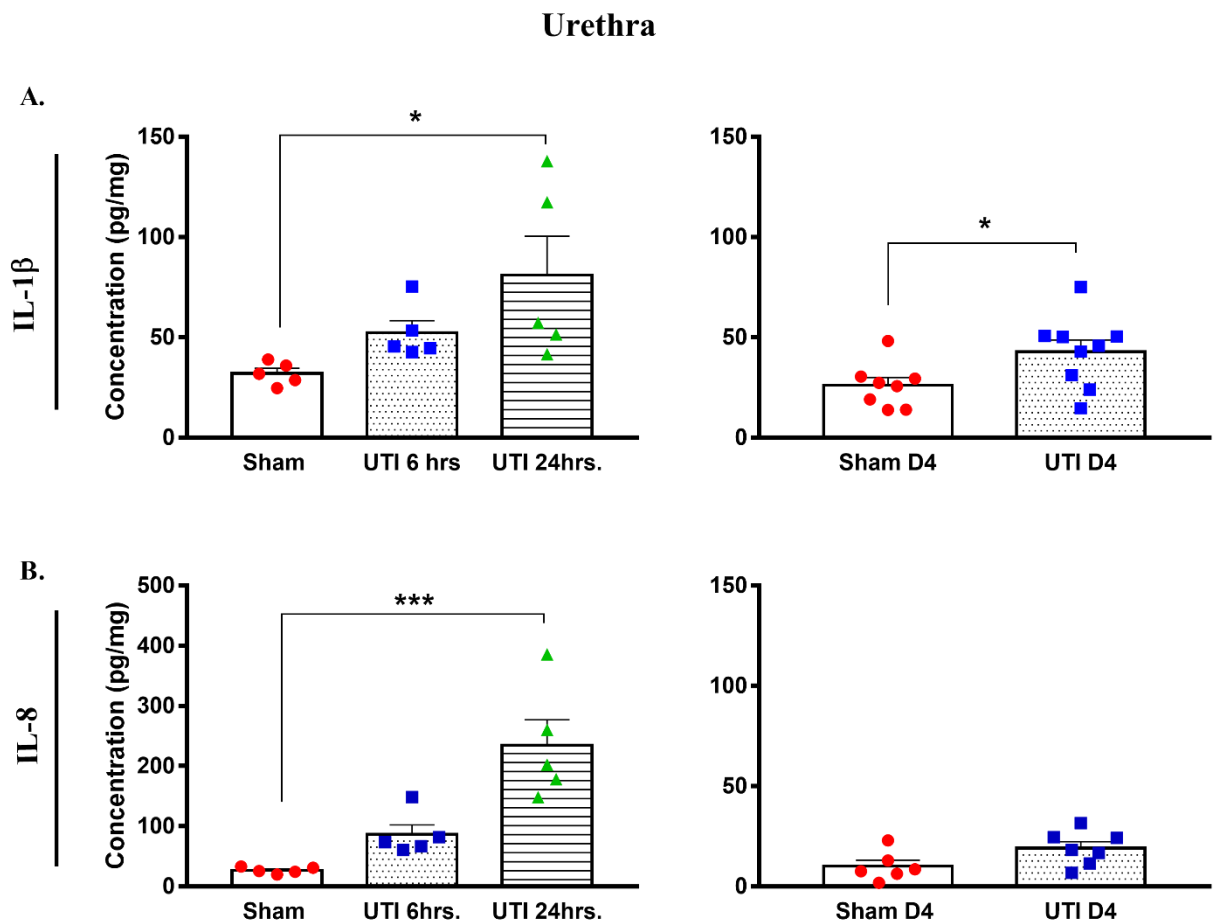 Urethra
A.
IL-1β
Concentration (pg/mg)
150
100
50
0
*
Sham UTI 6 hrs UTI 24hrs.
150
100
50
0
*
Sham D4 UTI D4
B.
IL-8
Concentration (pg/mg)
500
400
300
200
100
0
***
Sham UTI 6hrs. UTI 24hrs.
150
100
50
0
Sham D4 UTI D4